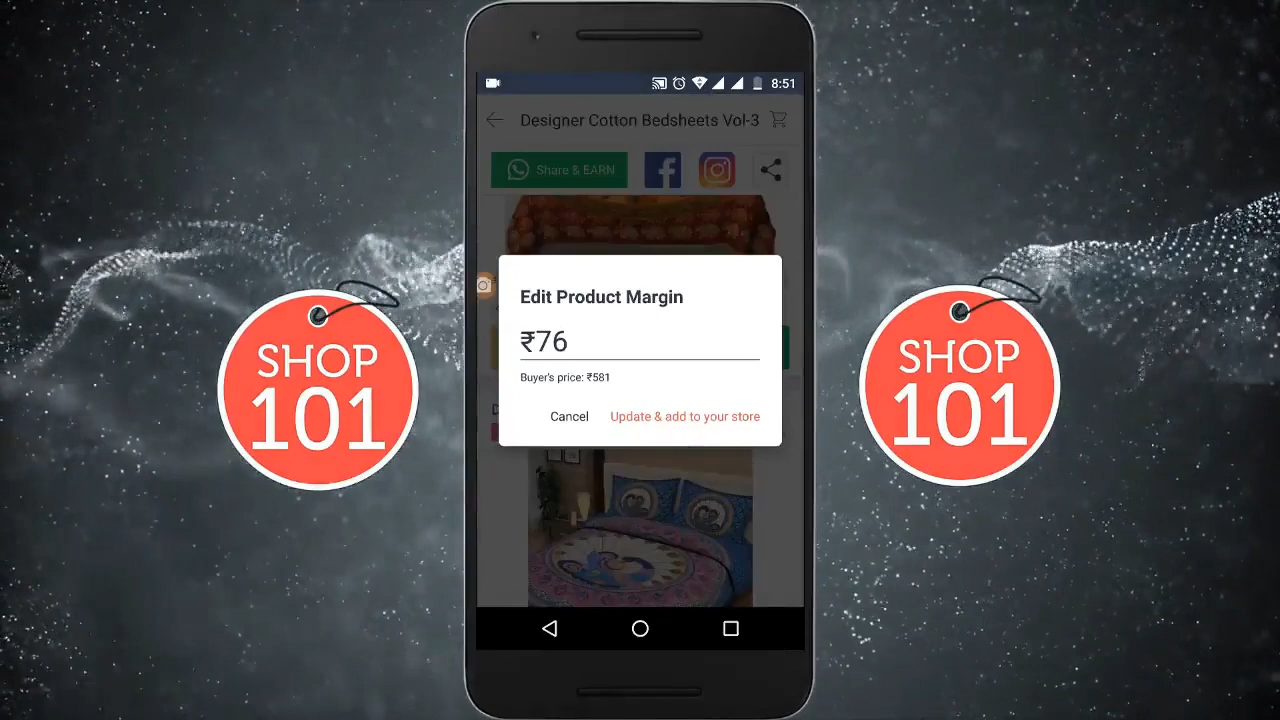 8:51
Designer Cotton Bedsheets Vol-3
Share & EARN
Edit Product Margin
₹76
Buyer's price: ₹581
Cancel
Update & add to your store
SHOP
101
SHOP
101